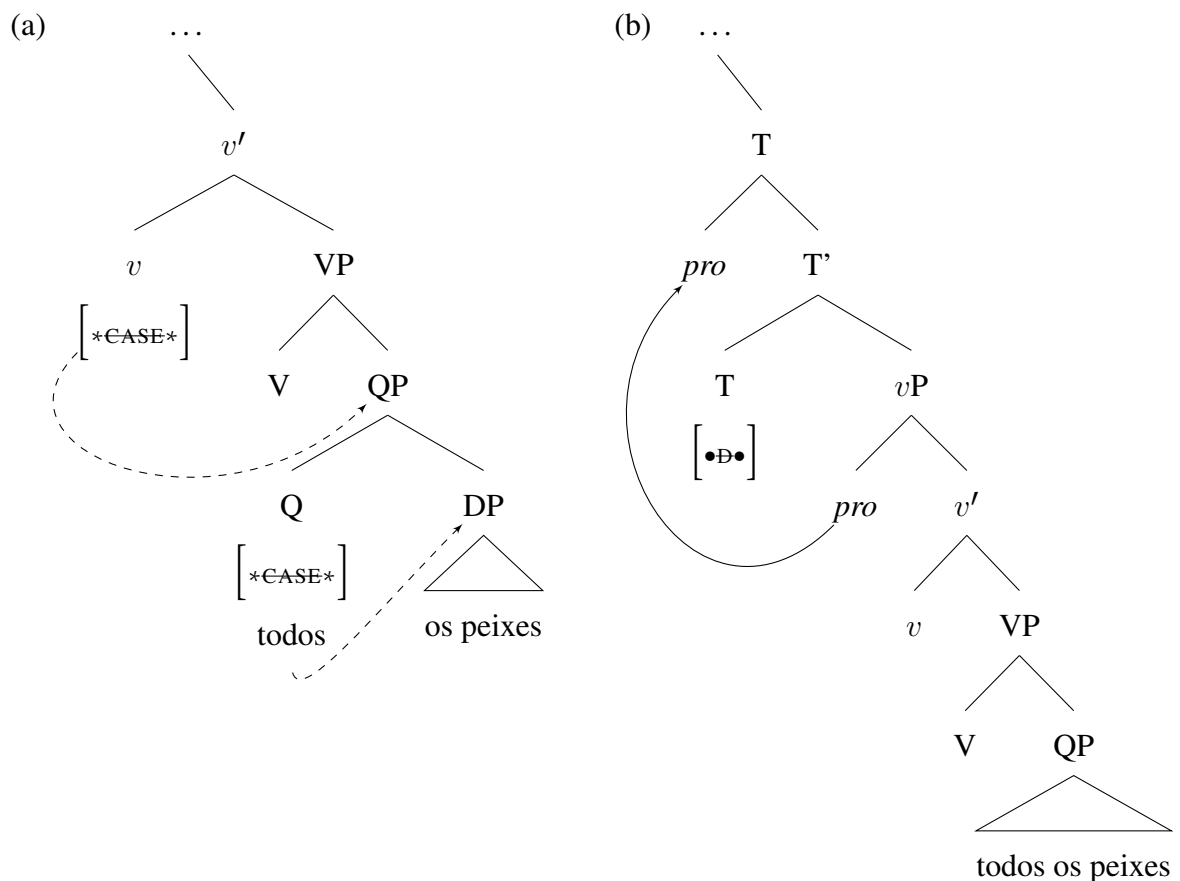 (a)
…
v′
v VP
[*CASE*]
V QP
Q DP
[*CASE*]
todos os peixes
(b)
…
T
pro T’
T vP
[●D●]
pro v′
v VP
V QP
todos os peixes